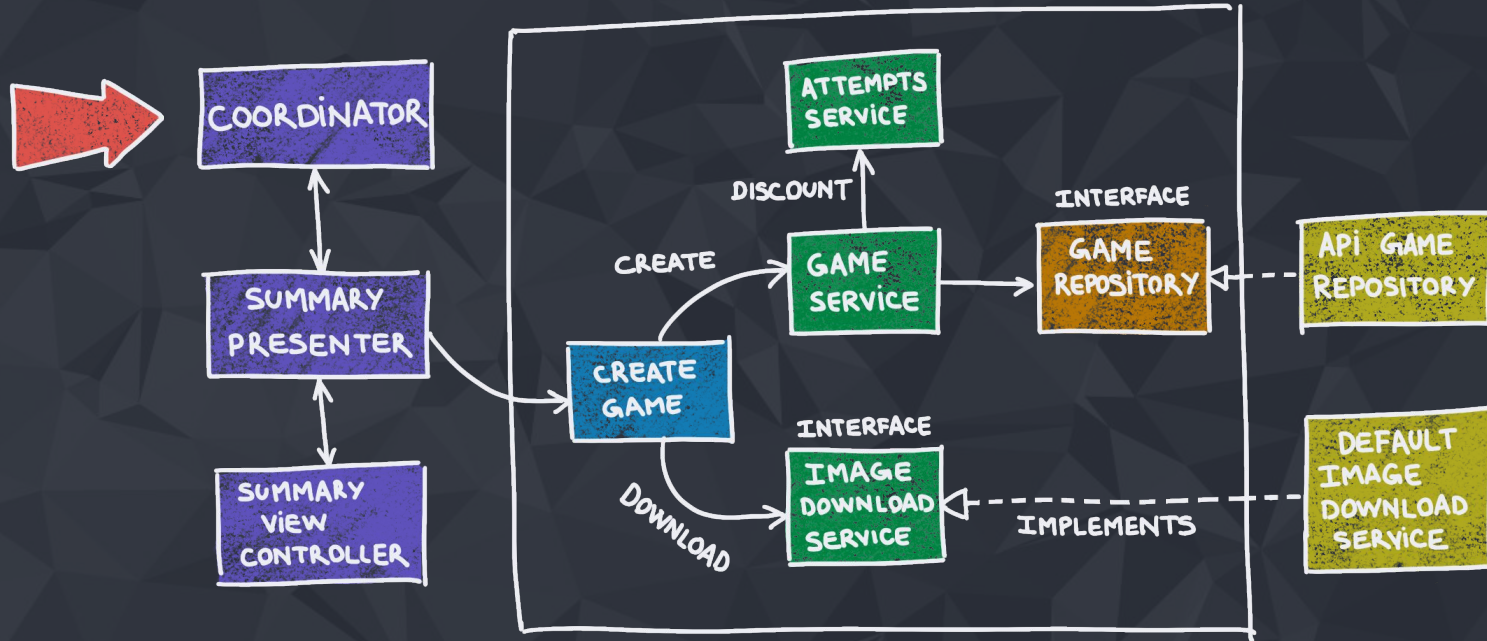 COORDINATOR
SUMMARY
PRESENTER
SUMMARY
VIEW
CONTROLLER
CREATE
GAME
CREATE
DOWNLOAD
ATTEMPTS
SERVICE
DISCOUNT
GAME
SERVICE
INTERFACE
GAME
REPOSITORY
INTERFACE
IMAGE
DOWNLOAD
SERVICE
IMPLEMENTS
API GAME
REPOSITORY
DEFAULT
IMAGE
DOWNLOAD
SERVICE